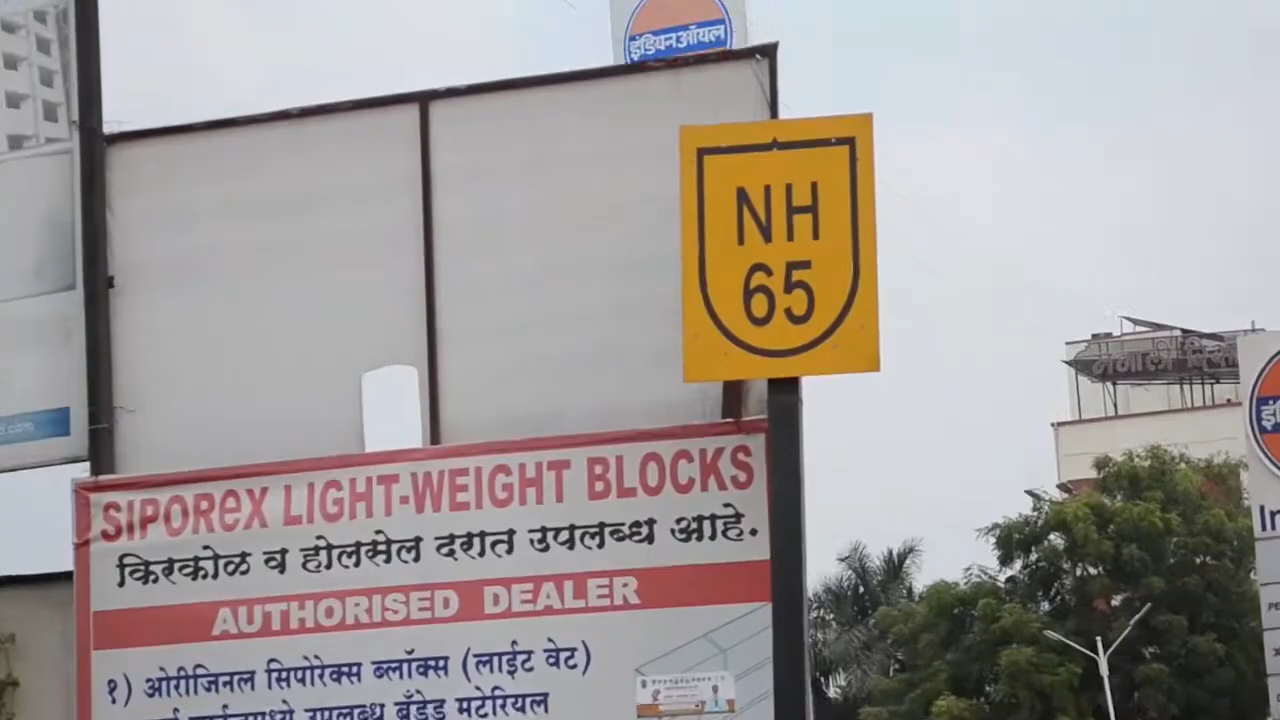 इंडियनऑयल
NH
65
SIPOREX LIGHT-WEIGHT BLOCKS
किरकोळ व होलसेल दरात उपलब्ध आहे.
AUTHORISED DEALER
१) ओरीजिनल सिपोरेक्स ब्लॉक्स (लाईट वेट)
उपलब्ध ब्रँडेड मटेरियल